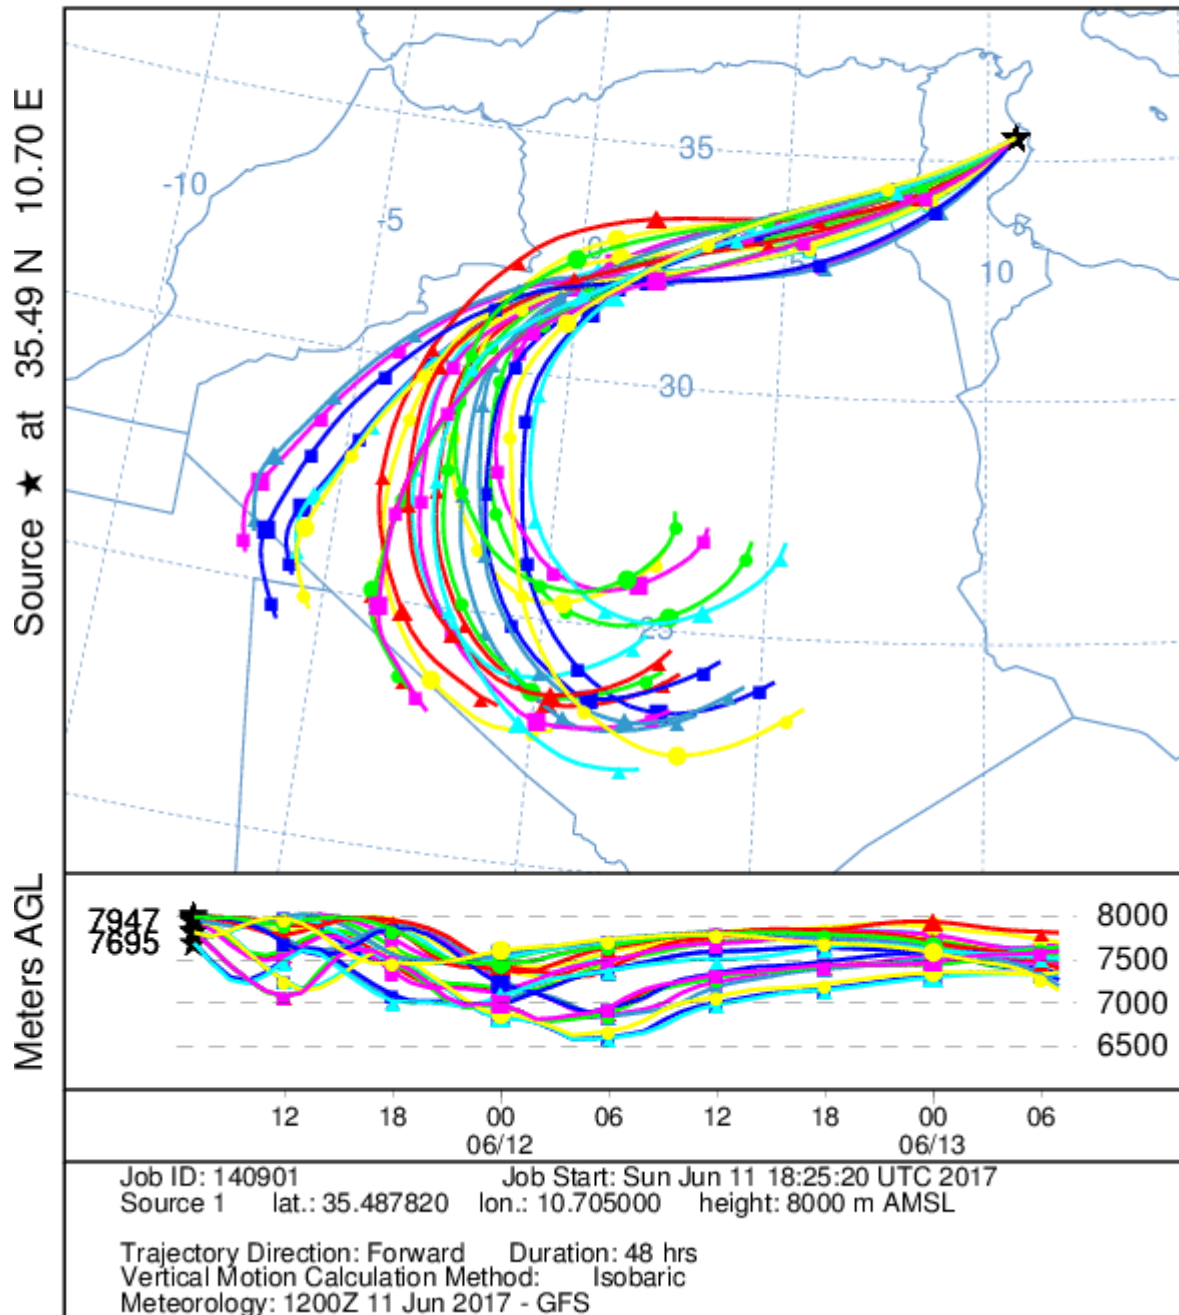 Source ★ at 35.49 N 10.70 E
-10
-5
35
0
5
10
30
25
Meters AGL
7947
7695
8000
7500
7000
6500
12 18 00 06 12 18 00 06
06/12 06/13
Job ID: 140901 Job Start: Sun Jun 11 18:25:20 UTC 2017
Source 1 lat.: 35.487820 lon.: 10.705000 height: 8000 m AMSL
Trajectory Direction: Forward Duration: 48 hrs
Vertical Motion Calculation Method: Isobaric
Meteorology: 1200Z 11 Jun 2017 - GFS